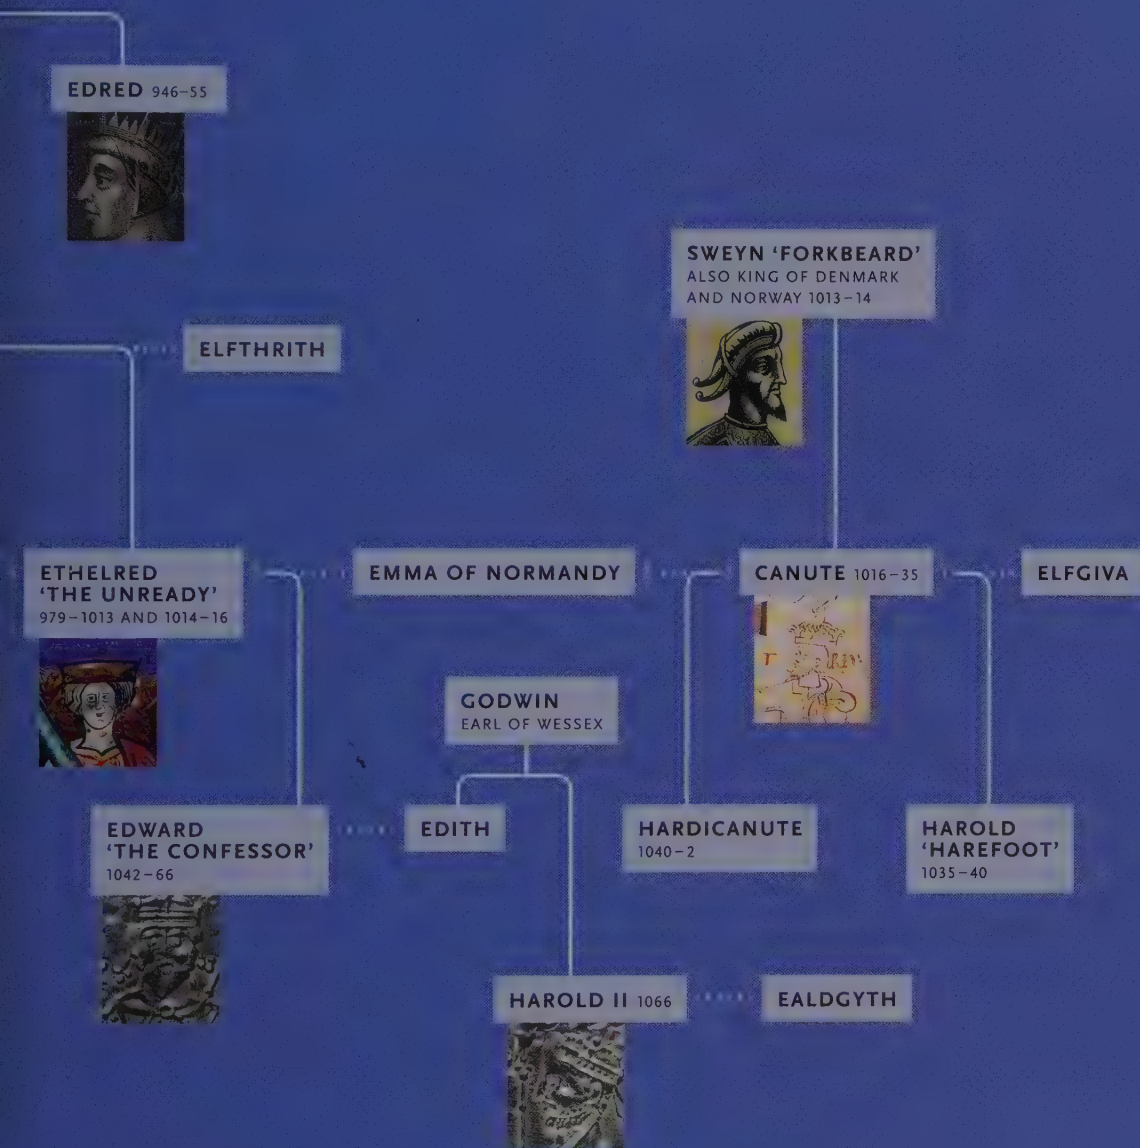 EDRED 946–55
SWEYN ‘FORKBEARD’
ALSO KING OF DENMARK
AND NORWAY 1013–14
ELFTHRITH
ETHELRED
‘THE UNREADY’
979–1013 AND 1014–16
EMMA OF NORMANDY
CANUTE 1016–35
ELFGIVA
GODWIN
EARL OF WESSEX
EDWARD
‘THE CONFESSOR’
1042–66
EDITH
HARDICANUTE
1040–2
HAROLD
‘HAREFOOT’
1035–40
HAROLD II 1066
EALDGYTH